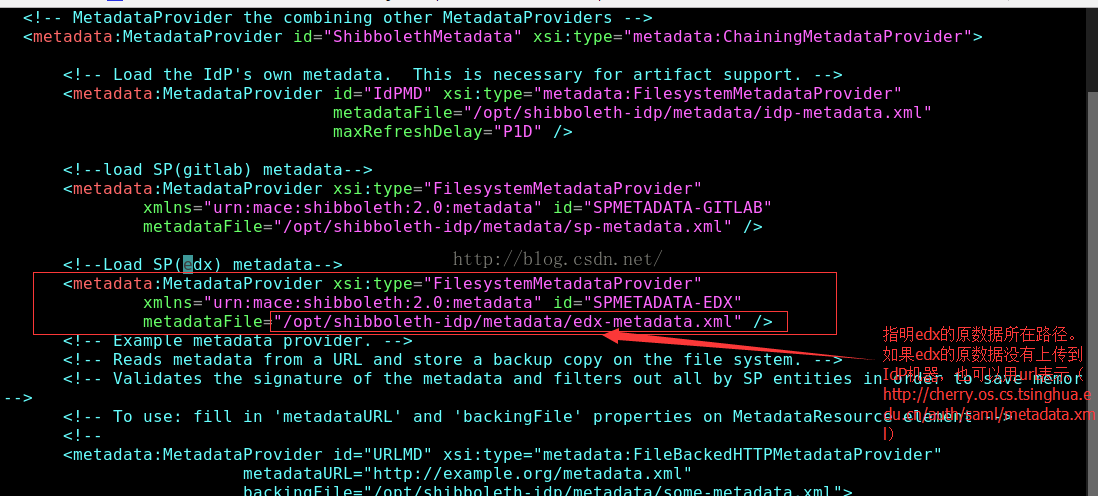 <!-- MetadataProvider the combining other MetadataProviders -->
<metadata:MetadataProvider id="ShibbolethMetadata" xsi:type="metadata:ChainingMetadataProvider">
<!-- Load the IdP's own metadata.  This is necessary for artifact support. -->
<metadata:MetadataProvider id="IdPMD" xsi:type="metadata:FilesystemMetadataProvider"
metadataFile="/opt/shibboleth-idp/metadata/idp-metadata.xml"
maxRefreshDelay="P1D" />
<!--load SP(gitlab) metadata-->
<metadata:MetadataProvider xsi:type="FilesystemMetadataProvider"
xmlns="urn:mace:shibboleth:2.0:metadata" id="SPMETADATA-GITLAB"
metadataFile="/opt/shibboleth-idp/metadata/sp-metadata.xml" />
<!--Load SP(edx) metadata-->
http://blog.csdn.net/
<metadata:MetadataProvider xsi:type="FilesystemMetadataProvider"
xmlns="urn:mace:shibboleth:2.0:metadata" id="SPMETADATA-EDX"
metadataFile="/opt/shibboleth-idp/metadata/edx-metadata.xml" />
<!-- Example metadata provider. -->
<!-- Reads metadata from a URL and store a backup copy on the file system. -->
<!-- Validates the signature of the metadata and filters out all by SP entities in order to save memor
-->
<!-- To use: fill in 'metadataURL' and 'backingFile' properties on MetadataResource element -->
<!--
<metadata:MetadataProvider id="URLMD" xsi:type="metadata:FileBackedHTTPMetadataProvider"
metadataURL="http://example.org/metadata.xml"
backingFile="/opt/shibboleth-idp/metadata/some-metadata.xml">
指明edx的原数据所在路径。
如果edx的原数据没有上传到
IdP机器，也可以用url表示（
http://cherry.os.cs.tsinghua.e
du.cn/auth/saml/metadata.xm
l）